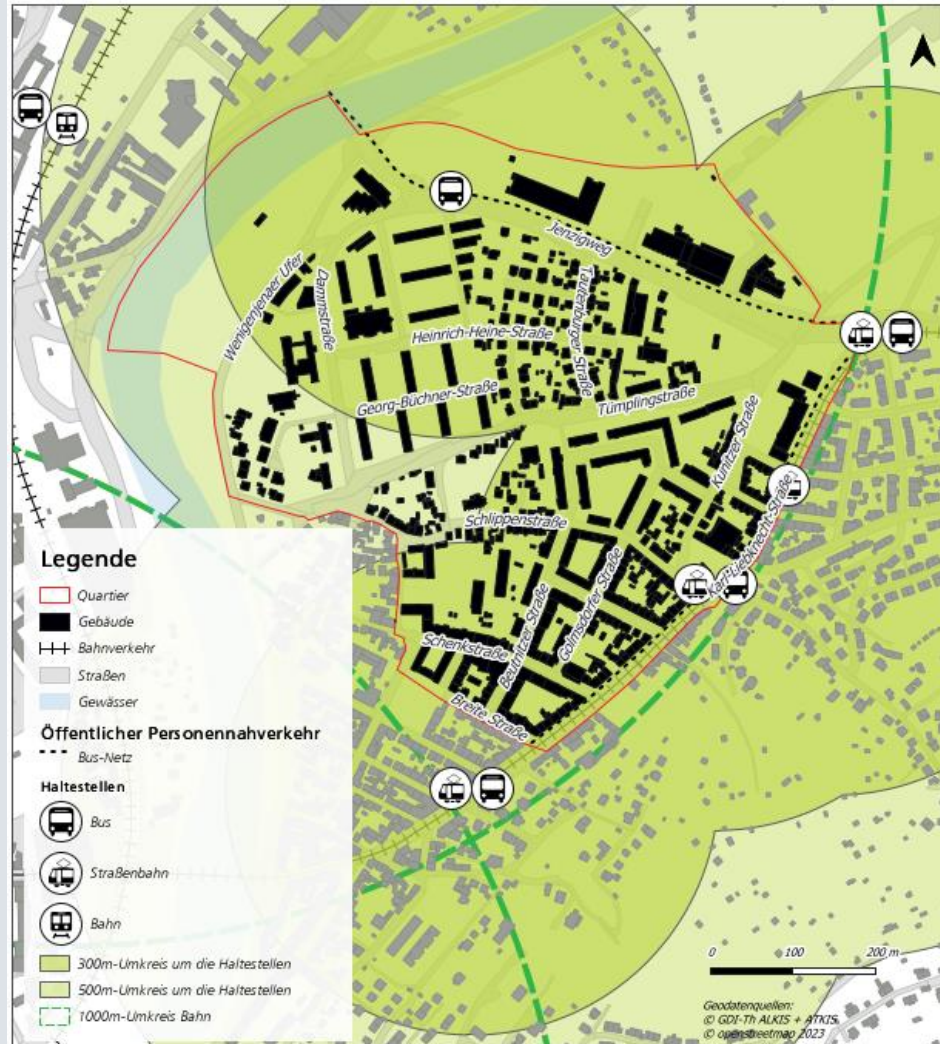 Jenzigweg
Wenigenjenaer Ufer
Dammstraße
Tautenburger Straße
Heinrich-Heine-Straße
Georg-Büchner-Straße
Tümplingstraße
Kunitzer Straße
Karl-Liebknecht-Straße
Schlippenstraße
Golmsdorfer Straße
Beutnitzer Straße
Schenkstraße
Breite Straße
Legende
Quartier
Gebäude
Bahnverkehr
Straßen
Gewässer
Öffentlicher Personennahverkehr
Bus-Netz
Haltestellen
Bus
Straßenbahn
Bahn
300m-Umkreis um die Haltestellen
500m-Umkreis um die Haltestellen
1000m-Umkreis Bahn
0 100 200 m
Geodatenquellen:
© GDI-Th ALKIS + ATKIS,
© openstreetmap 2023